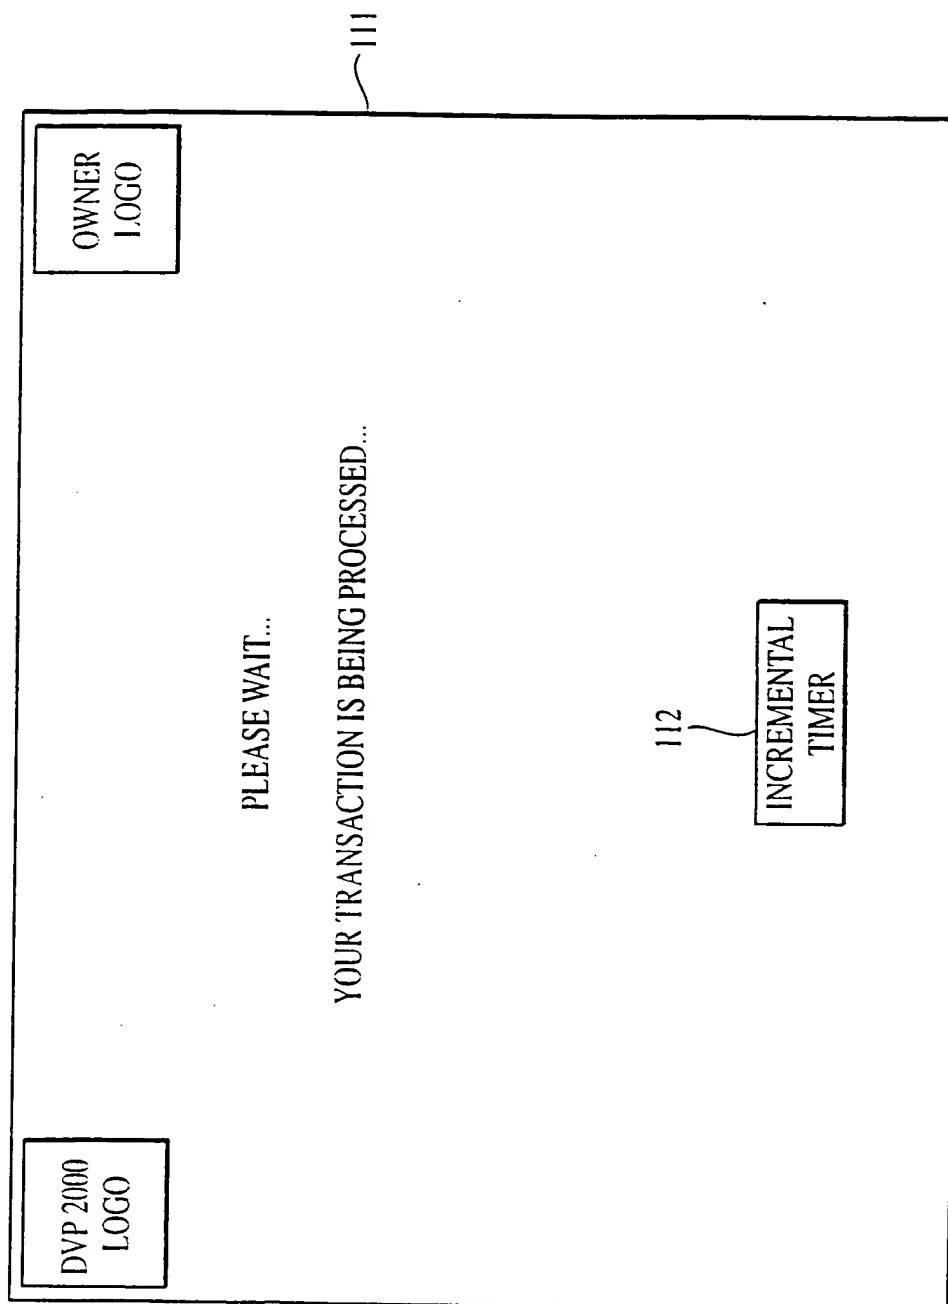 DVP 2000
LOGO
OWNER
LOGO
111
PLEASE WAIT...
YOUR TRANSACTION IS BEING PROCESSED...
112
INCREMENTAL
TIMER